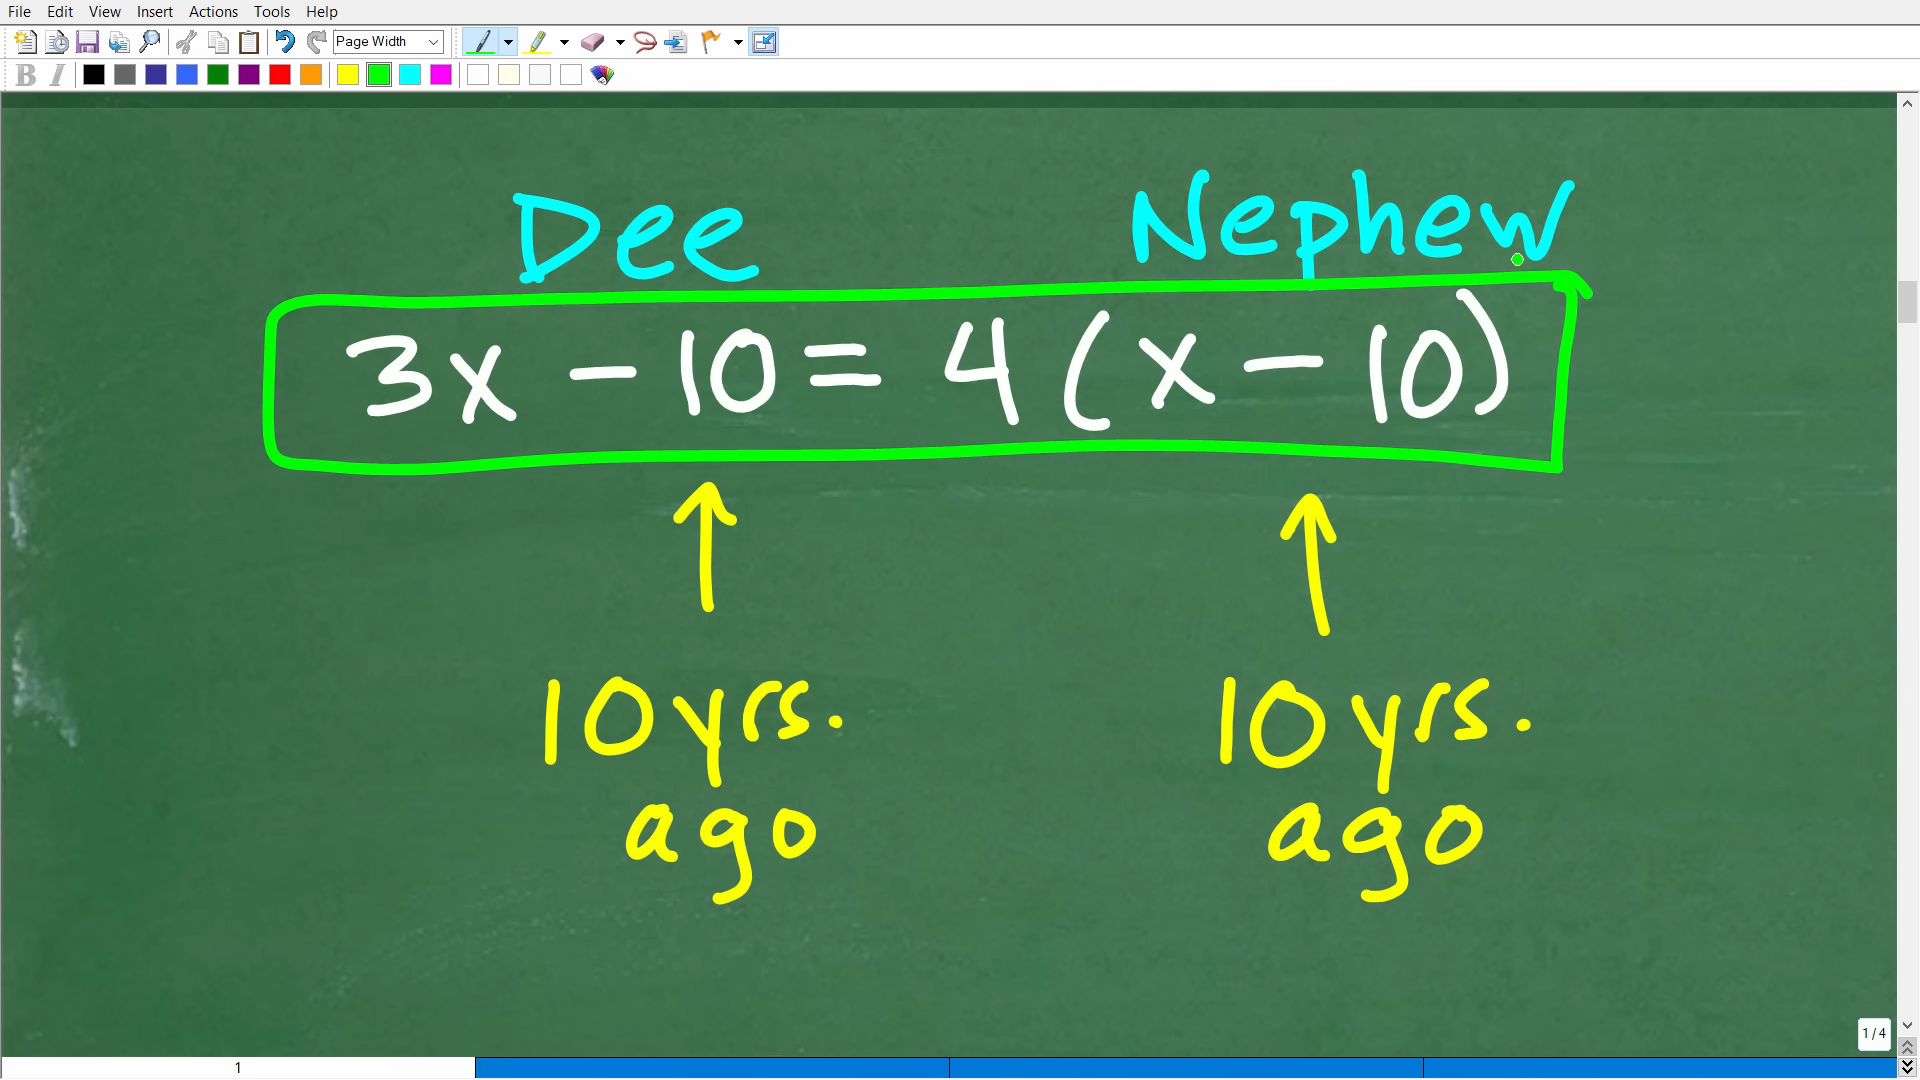 File Edit View Insert Actions Tools Help
Page Width
B I
Dee Nephew
3x - 10 = 4 (x - 10)
10 yrs. 10 yrs.
ago ago
1 / 4
1